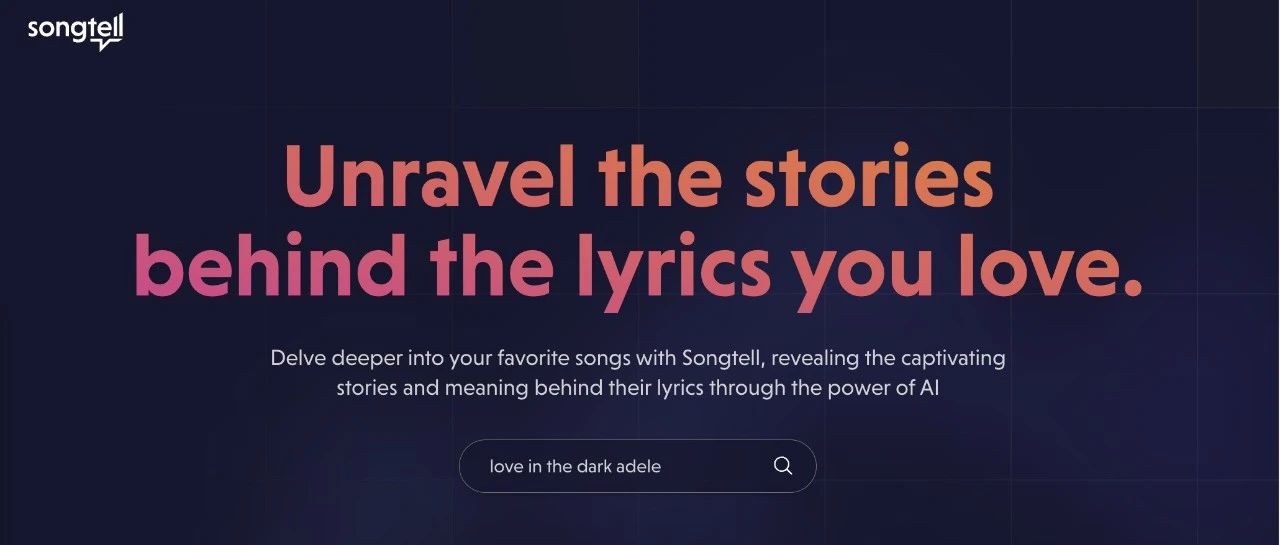 songtell
Unravel the stories
behind the lyrics you love.
Delve deeper into your favorite songs with Songtell, revealing the captivating
stories and meaning behind their lyrics through the power of AI
love in the dark adele